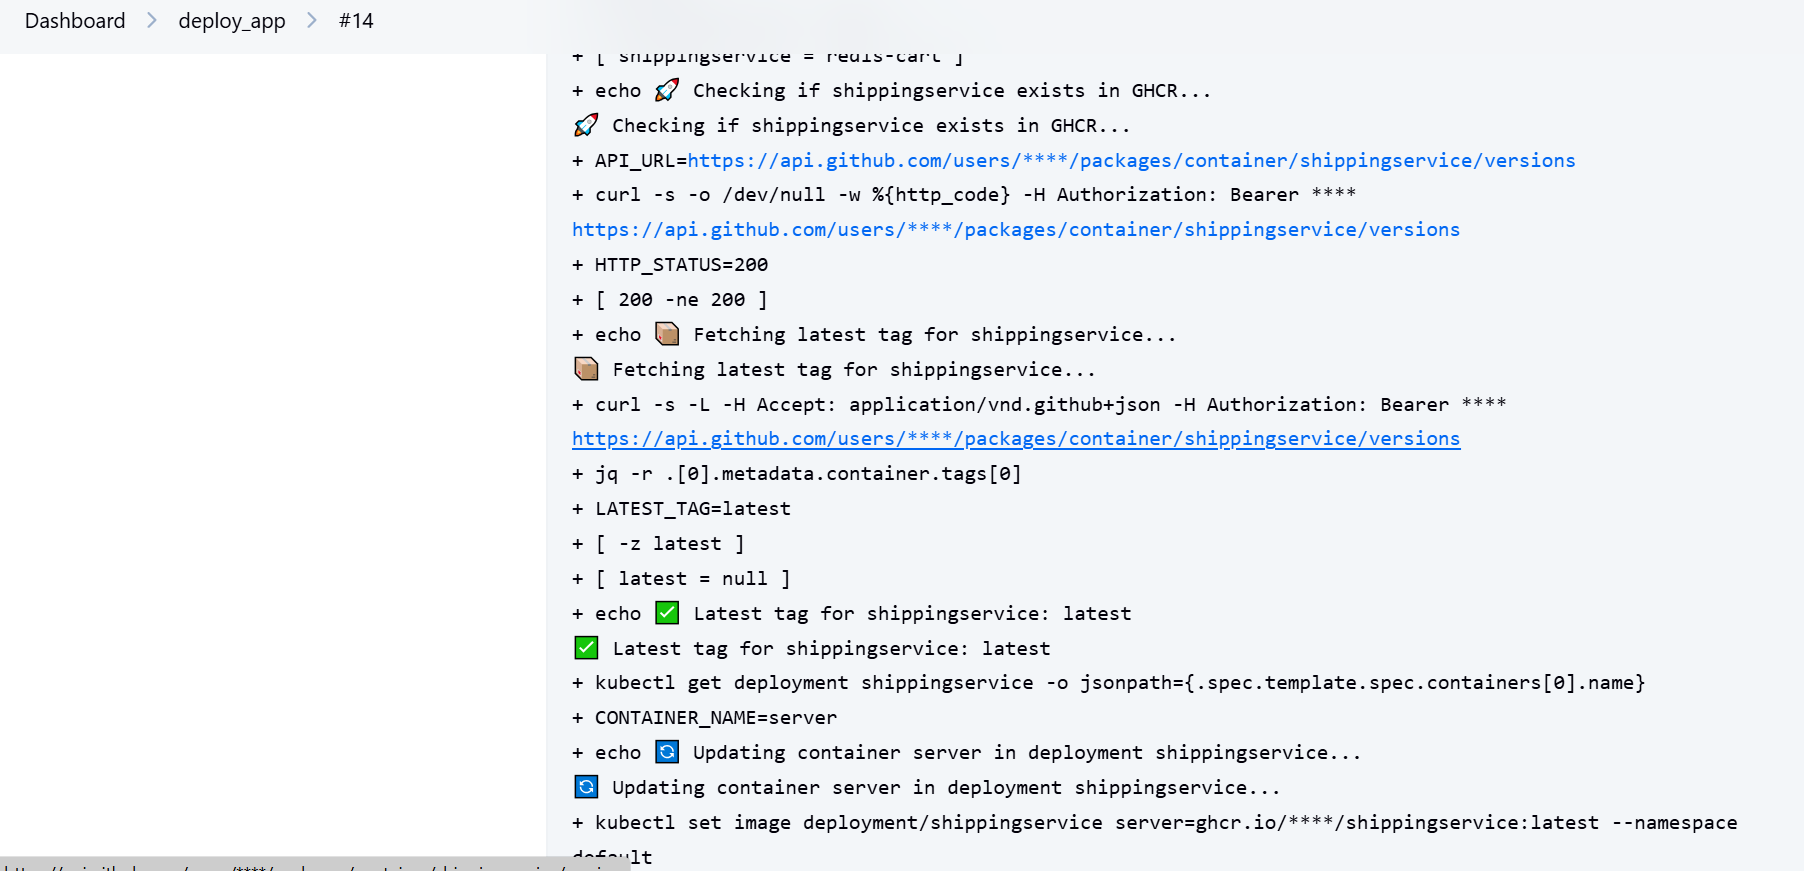 Dashboard > deploy_app > #14
+ [ shippingservice = redis-cart ]
+ echo 🚀 Checking if shippingservice exists in GHCR...
🚀 Checking if shippingservice exists in GHCR...
+ API_URL=https://api.github.com/users/****/packages/container/shippingservice/versions
+ curl -s -o /dev/null -w %{http_code} -H Authorization: Bearer ****
https://api.github.com/users/****/packages/container/shippingservice/versions
+ HTTP_STATUS=200
+ [ 200 -ne 200 ]
+ echo 📦 Fetching latest tag for shippingservice...
📦 Fetching latest tag for shippingservice...
+ curl -s -L -H Accept: application/vnd.github+json -H Authorization: Bearer ****
https://api.github.com/users/****/packages/container/shippingservice/versions
+ jq -r .[0].metadata.container.tags[0]
+ LATEST_TAG=latest
+ [ -z latest ]
+ [ latest = null ]
+ echo ✅ Latest tag for shippingservice: latest
✅ Latest tag for shippingservice: latest
+ kubectl get deployment shippingservice -o jsonpath={.spec.template.spec.containers[0].name}
+ CONTAINER_NAME=server
+ echo 🔄 Updating container server in deployment shippingservice...
🔄 Updating container server in deployment shippingservice...
+ kubectl set image deployment/shippingservice server=ghcr.io/****/shippingservice:latest --namespace
default